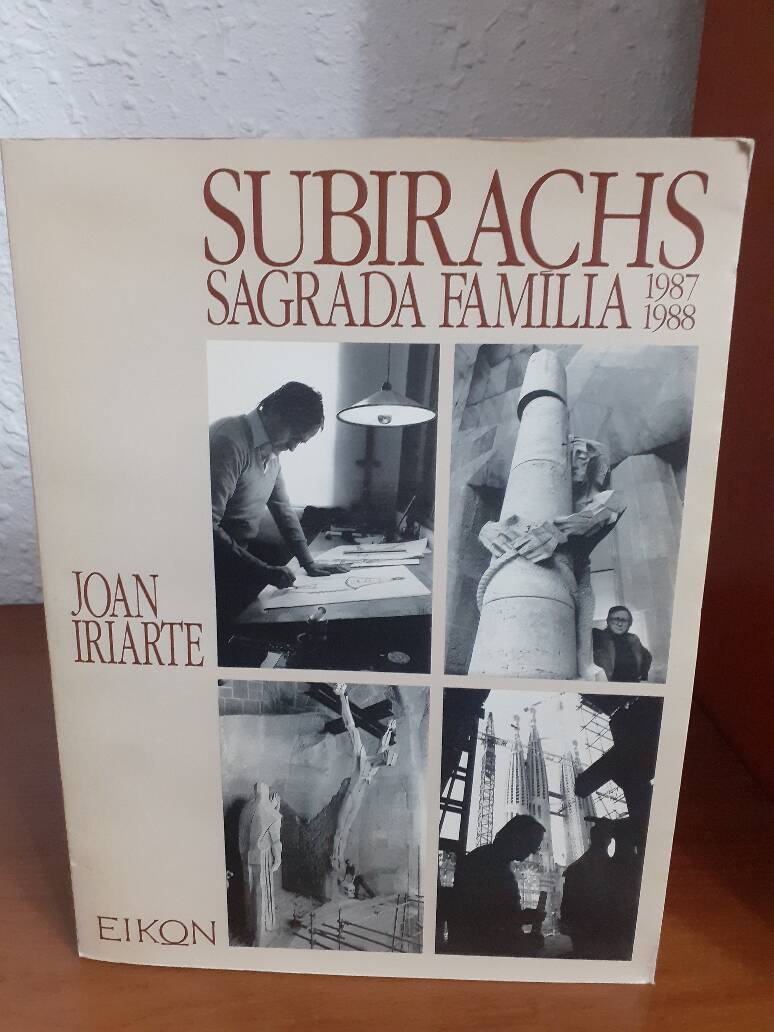 SUBIRACHS
SAGRADA FAMÍLIA 1987
1988
JOAN
IRIARTE
EIKON